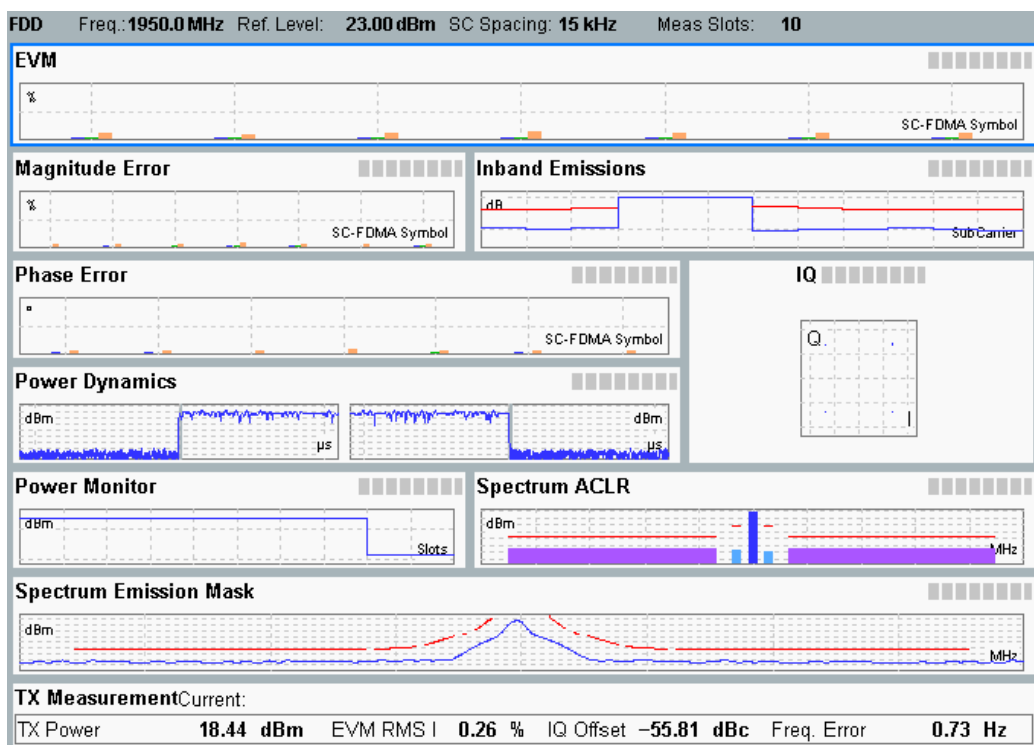 FDD Freq.: 1950.0 MHz Ref. Level: 23.00 dBm SC Spacing: 15 kHz Meas Slots: 10
EVM
%
SC-FDMA Symbol
Magnitude Error
%
SC-FDMA Symbol
Inband Emissions
dB
SubCarrier
Phase Error
°
SC-FDMA Symbol
IQ
Q
I
Power Dynamics
dBm
µs
dBm
µs
Power Monitor
dBm
Slots
Spectrum ACLR
dBm
MHz
Spectrum Emission Mask
dBm
MHz
TX Measurement Current:
TX Power 18.44 dBm EVM RMS l 0.26 % IQ Offset −55.81 dBc Freq. Error 0.73 Hz